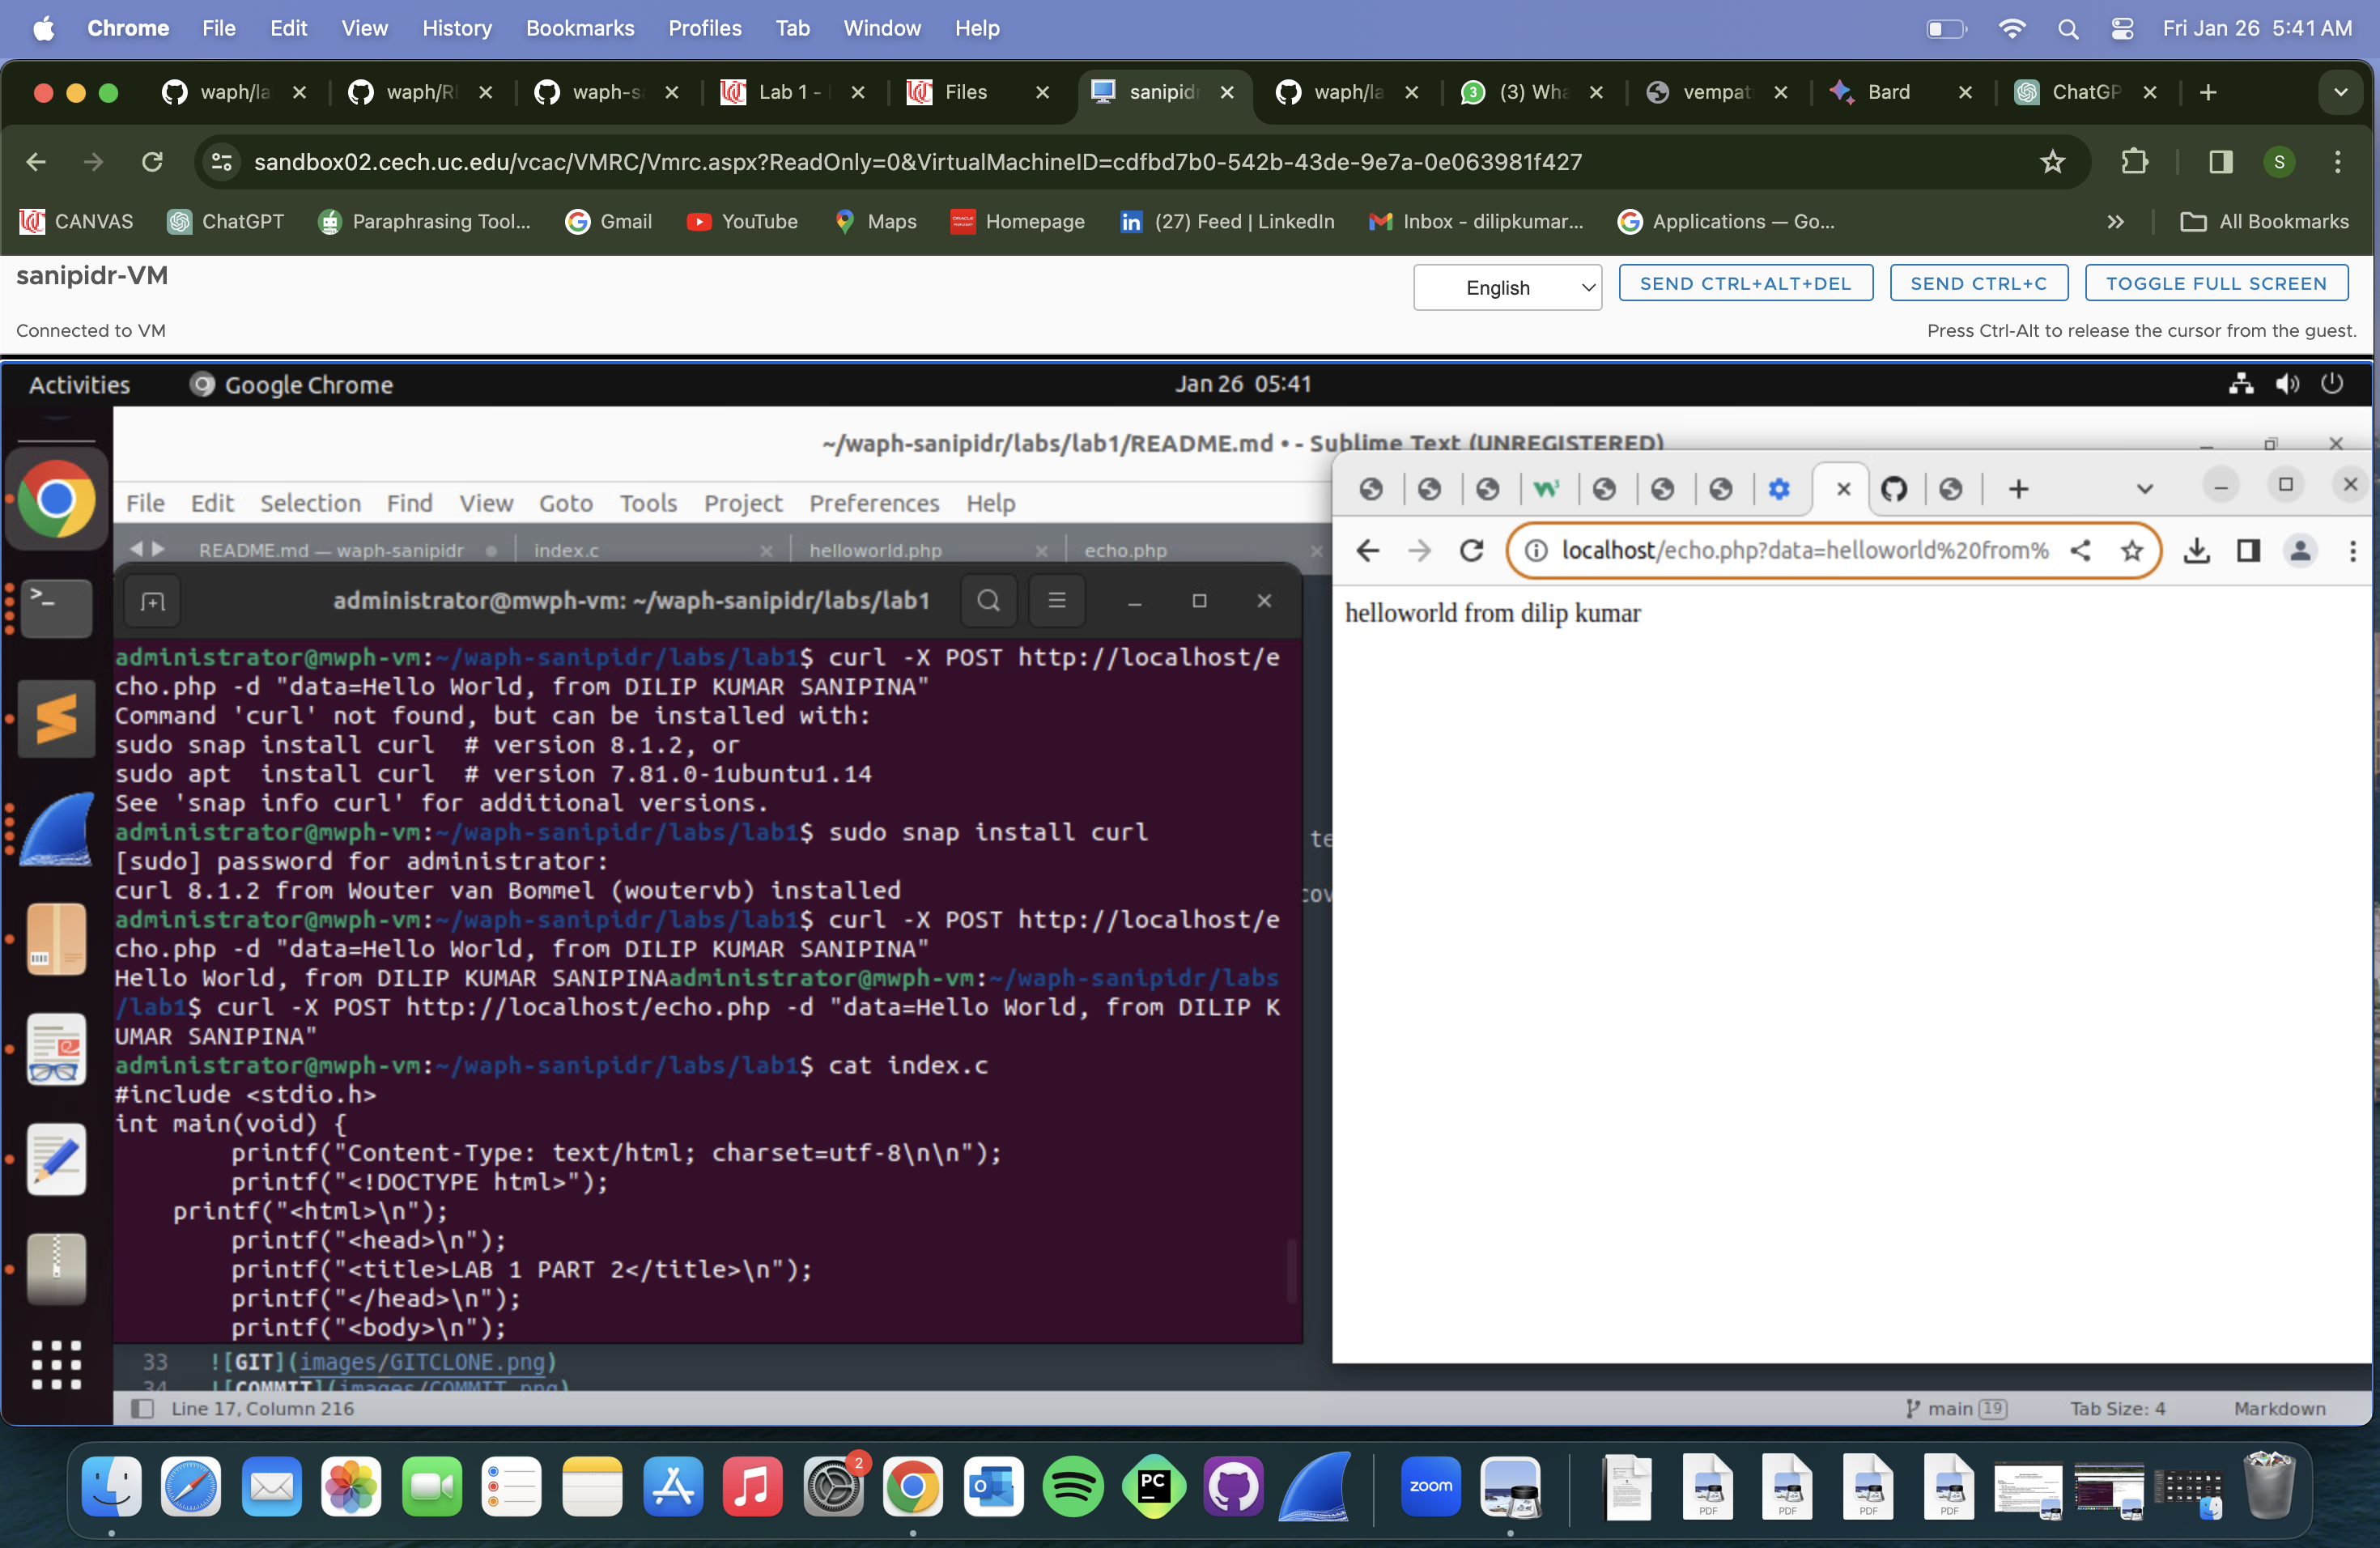 Chrome File Edit View History Bookmarks Profiles Tab Window Help Fri Jan 26 5:41 AM
waph/la waph/R waph-s Lab 1 - Files sanipid waph/la (3) Wha vempat Bard ChatGP
sandbox02.cech.uc.edu/vcac/VMRC/Vmrc.aspx?ReadOnly=0&VirtualMachineID=cdfbd7b0-542b-43de-9e7a-0e063981f427 S
CANVAS ChatGPT Paraphrasing Tool... Gmail YouTube Maps Homepage (27) Feed | LinkedIn Inbox - dilipkumar... Applications — Go... All Bookmarks
sanipidr-VM
English SEND CTRL+ALT+DEL SEND CTRL+C TOGGLE FULL SCREEN
Connected to VM Press Ctrl-Alt to release the cursor from the guest.
Activities Google Chrome Jan 26 05:41
~/waph-sanipidr/labs/lab1/README.md • - Sublime Text (UNREGISTERED)
File Edit Selection Find View Goto Tools Project Preferences Help
README.md — waph-sanipidr index.c helloworld.php echo.php
administrator@mwph-vm: ~/waph-sanipidr/labs/lab1
administrator@mwph-vm:~/waph-sanipidr/labs/lab1$ curl -X POST http://localhost/e
cho.php -d "data=Hello World, from DILIP KUMAR SANIPINA"
Command 'curl' not found, but can be installed with:
sudo snap install curl  # version 8.1.2, or
sudo apt  install curl  # version 7.81.0-1ubuntu1.14
See 'snap info curl' for additional versions.
administrator@mwph-vm:~/waph-sanipidr/labs/lab1$ sudo snap install curl
[sudo] password for administrator:
curl 8.1.2 from Wouter van Bommel (woutervb) installed
administrator@mwph-vm:~/waph-sanipidr/labs/lab1$ curl -X POST http://localhost/e
cho.php -d "data=Hello World, from DILIP KUMAR SANIPINA"
Hello World, from DILIP KUMAR SANIPINAadministrator@mwph-vm:~/waph-sanipidr/labs
/lab1$ curl -X POST http://localhost/echo.php -d "data=Hello World, from DILIP K
UMAR SANIPINA"
administrator@mwph-vm:~/waph-sanipidr/labs/lab1$ cat index.c
#include <stdio.h>
int main(void) {
        printf("Content-Type: text/html; charset=utf-8\n\n");
        printf("<!DOCTYPE html>");
    printf("<html>\n");
        printf("<head>\n");
        printf("<title>LAB 1 PART 2</title>\n");
        printf("</head>\n");
        printf("<body>\n");
te
cov
33 ![GIT](images/GITCLONE.png)
34 ![COMMIT](images/COMMIT.png)
Line 17, Column 216 main 19 Tab Size: 4 Markdown
localhost/echo.php?data=helloworld%20from%
helloworld from dilip kumar
2
PC
zoom
PDF PDF PDF PDF